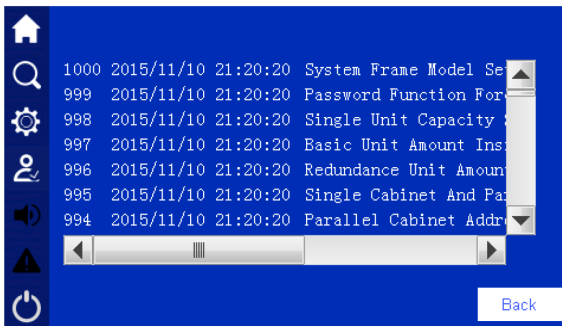 1000 2015/11/10 21:20:20 System Frame Model Se
999 2015/11/10 21:20:20 Password Function For
998 2015/11/10 21:20:20 Single Unit Capacity
997 2015/11/10 21:20:20 Basic Unit Amount Ins
996 2015/11/10 21:20:20 Redundance Unit Amoun
995 2015/11/10 21:20:20 Single Cabinet And Pa
994 2015/11/10 21:20:20 Parallel Cabinet Addr
Back